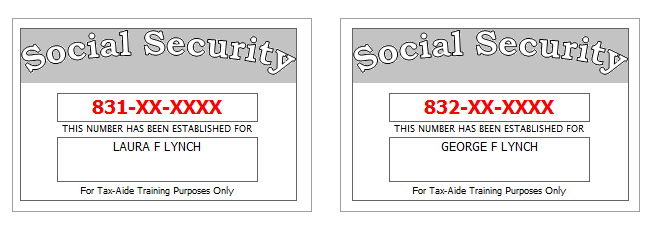 Social Security
831-XX-XXXX
THIS NUMBER HAS BEEN ESTABLISHED FOR
LAURA F LYNCH
For Tax-Aide Training Purposes Only
Social Security
832-XX-XXXX
THIS NUMBER HAS BEEN ESTABLISHED FOR
GEORGE F LYNCH
For Tax-Aide Training Purposes Only